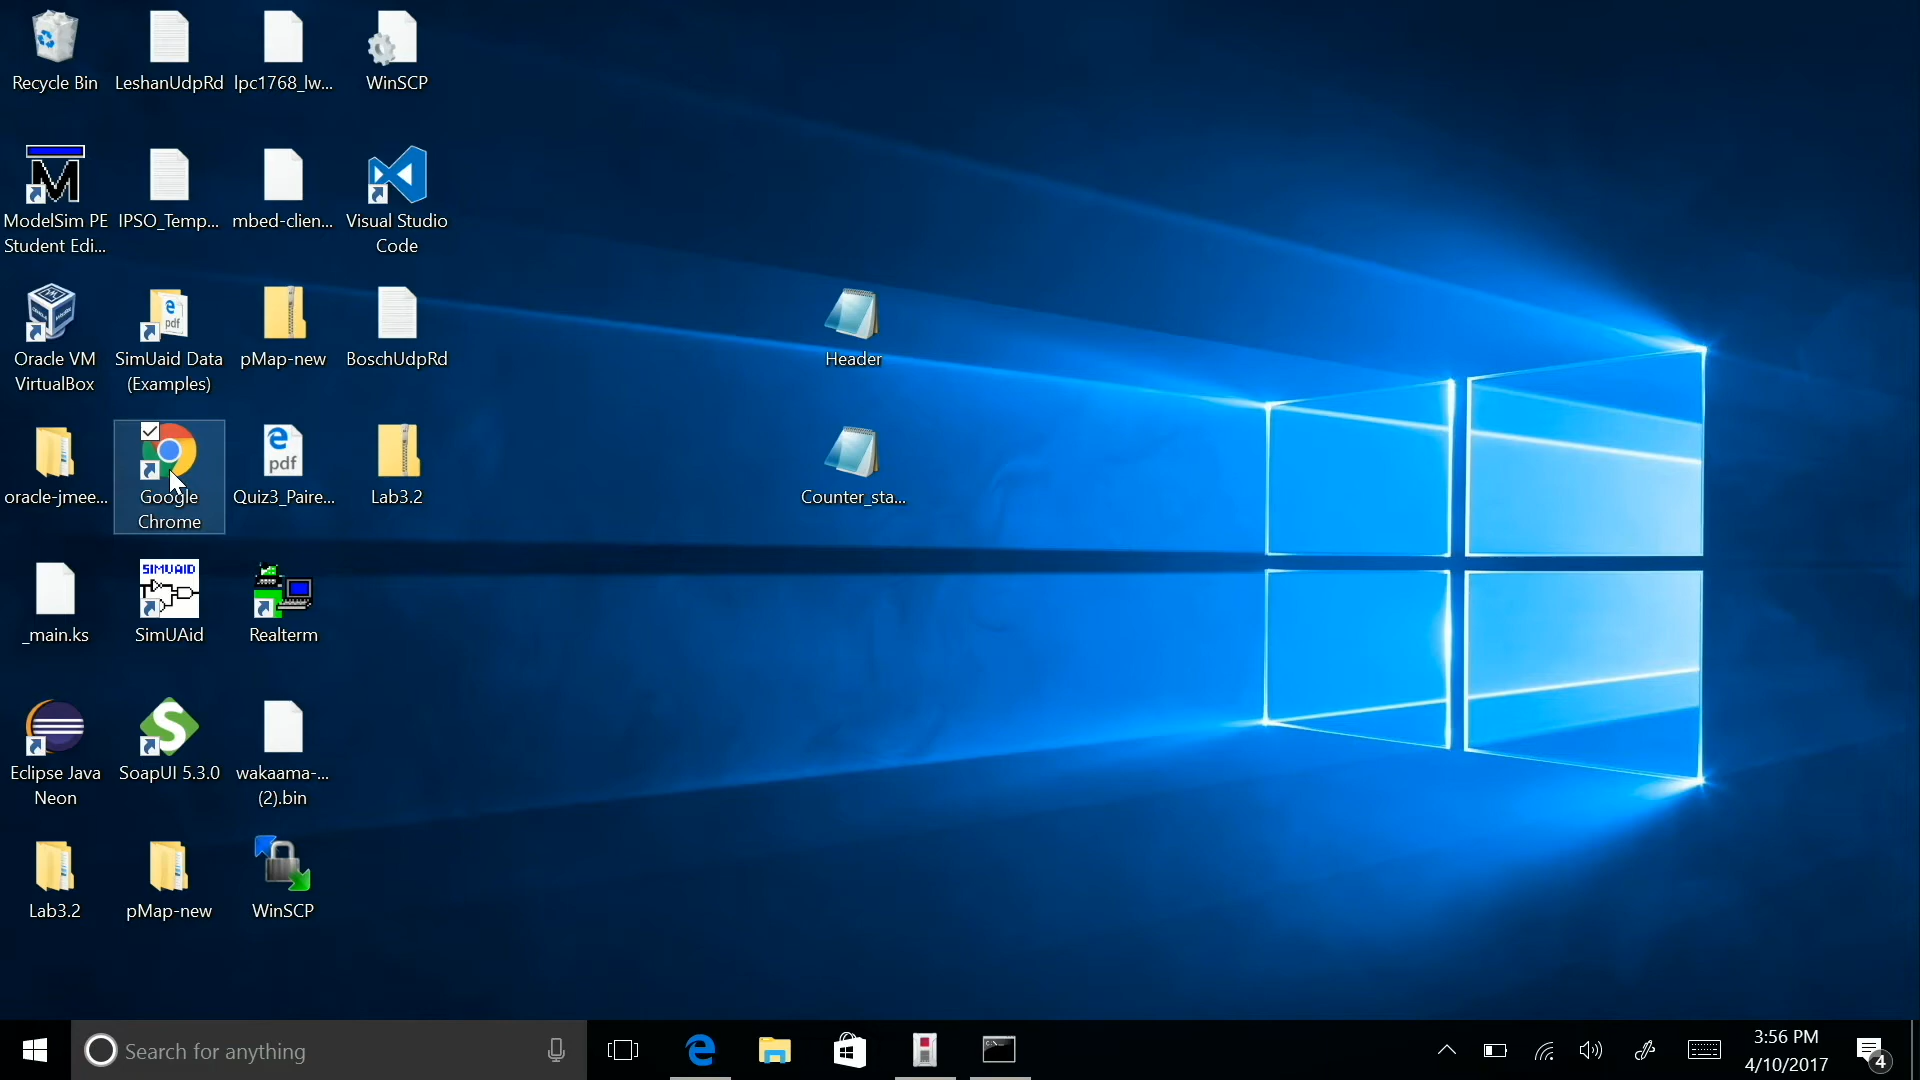 Recycle Bin
LeshanUdpRd
lpc1768_lw...
WinSCP
ModelSim PE
Student Edi...
IPSO_Temp...
mbed-clien...
Visual Studio
Code
Oracle VM
VirtualBox
SimUaid Data
(Examples)
pdf
pMap-new
BoschUdpRd
Header
oracle-jmee...
Google
Chrome
pdf
Quiz3_Paire...
Lab3.2
Counter_sta...
_main.ks
SIMUAID
SimUAid
Realterm
Eclipse Java
Neon
SoapUI 5.3.0
wakaama-...
(2).bin
Lab3.2
pMap-new
WinSCP
Search for anything
3:56 PM
4/10/2017
4